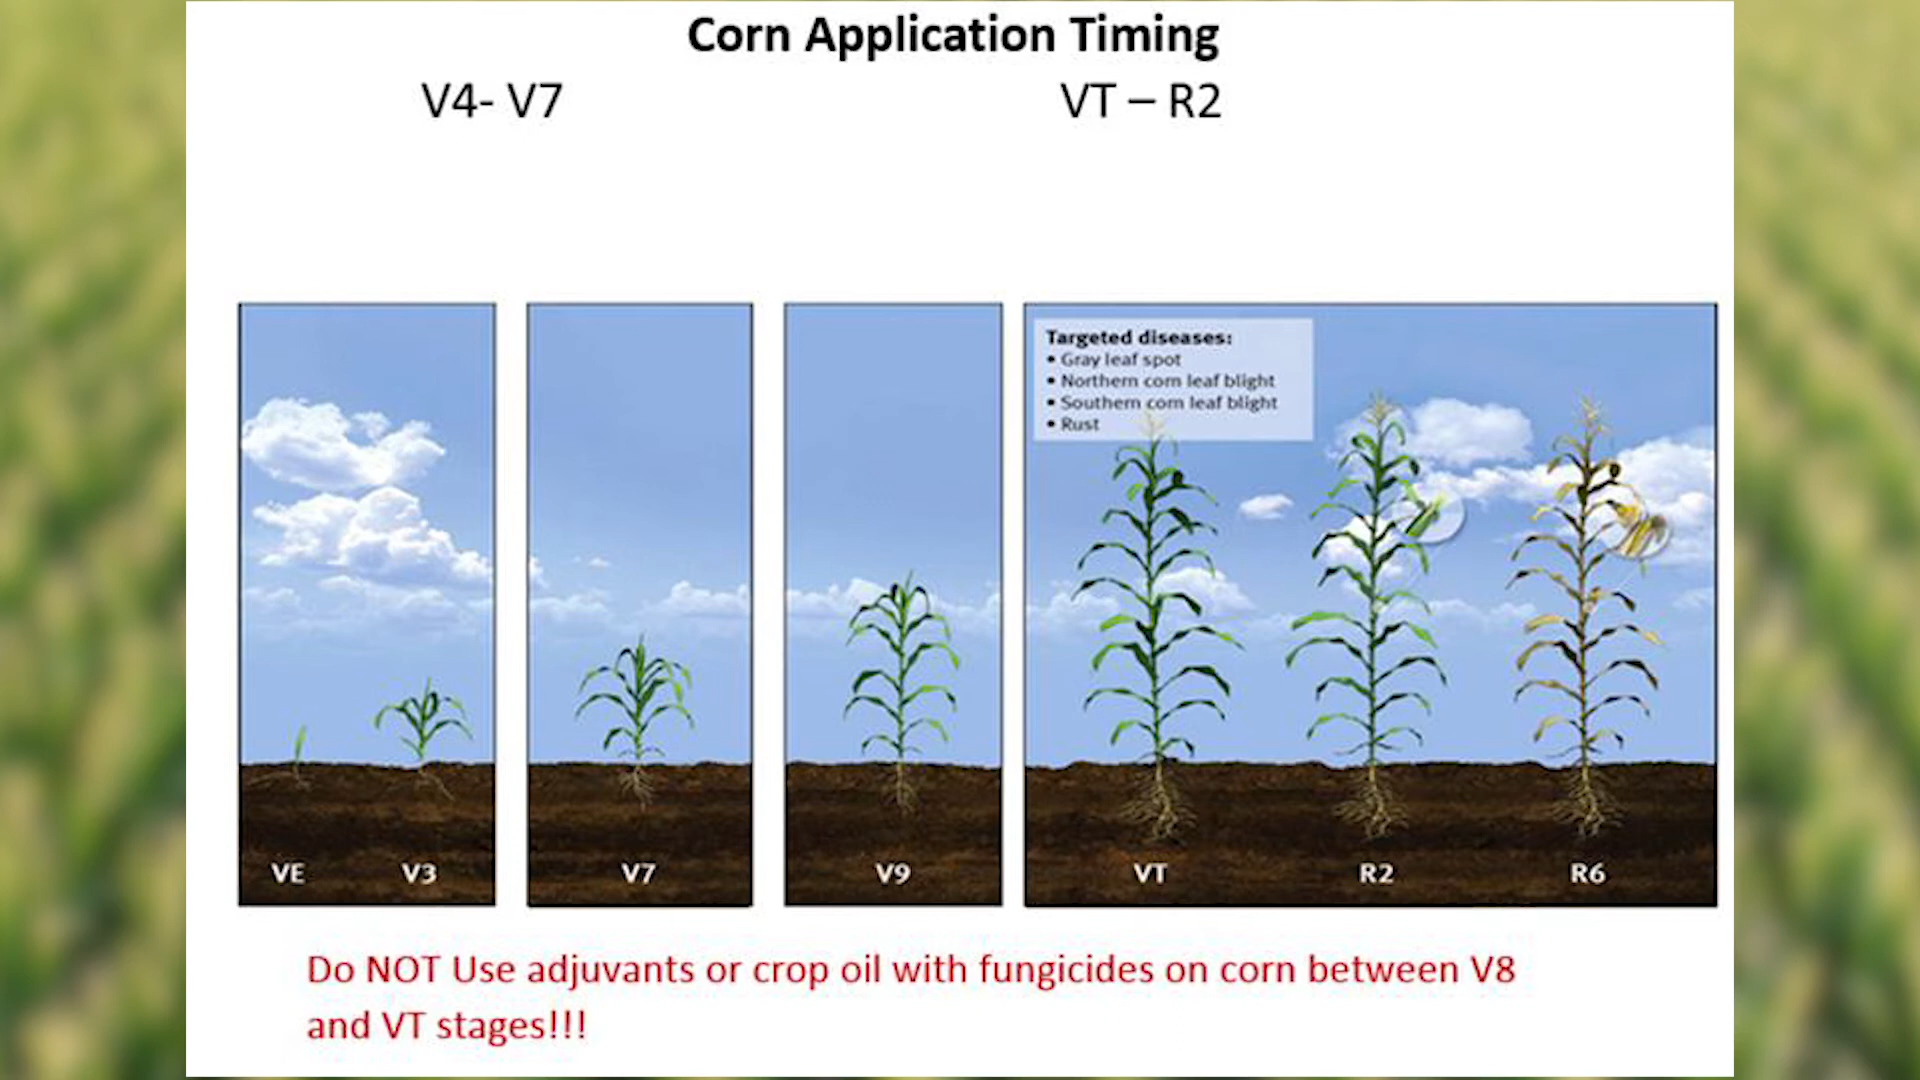 Corn Application Timing
V4- V7
VT – R2
Targeted diseases:
• Gray leaf spot
• Northern corn leaf blight
• Southern corn leaf blight
• Rust
VE
V3
V7
V9
VT
R2
R6
Do NOT Use adjuvants or crop oil with fungicides on corn between V8
and VT stages!!!